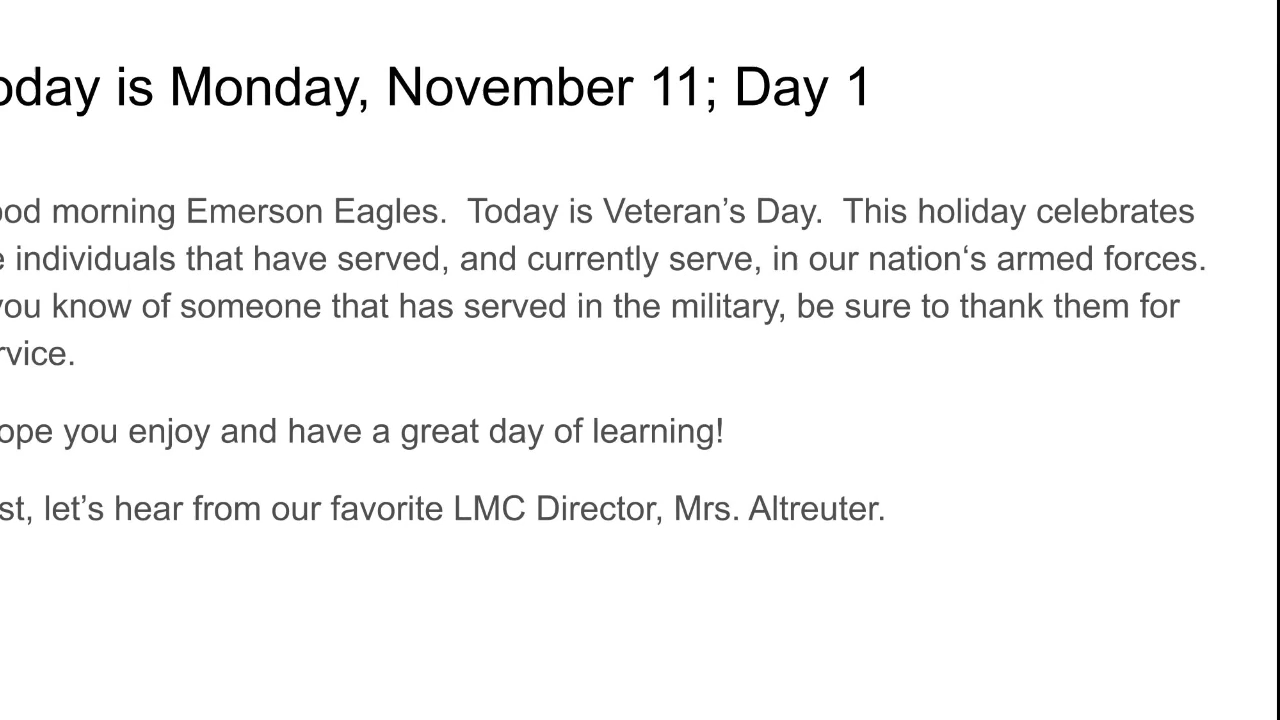 oday is Monday, November 11; Day 1
ood morning Emerson Eagles.  Today is Veteran’s Day.  This holiday celebrates
e individuals that have served, and currently serve, in our nation‘s armed forces.
you know of someone that has served in the military, be sure to thank them for
rvice.
ope you enjoy and have a great day of learning!
st, let’s hear from our favorite LMC Director, Mrs. Altreuter.